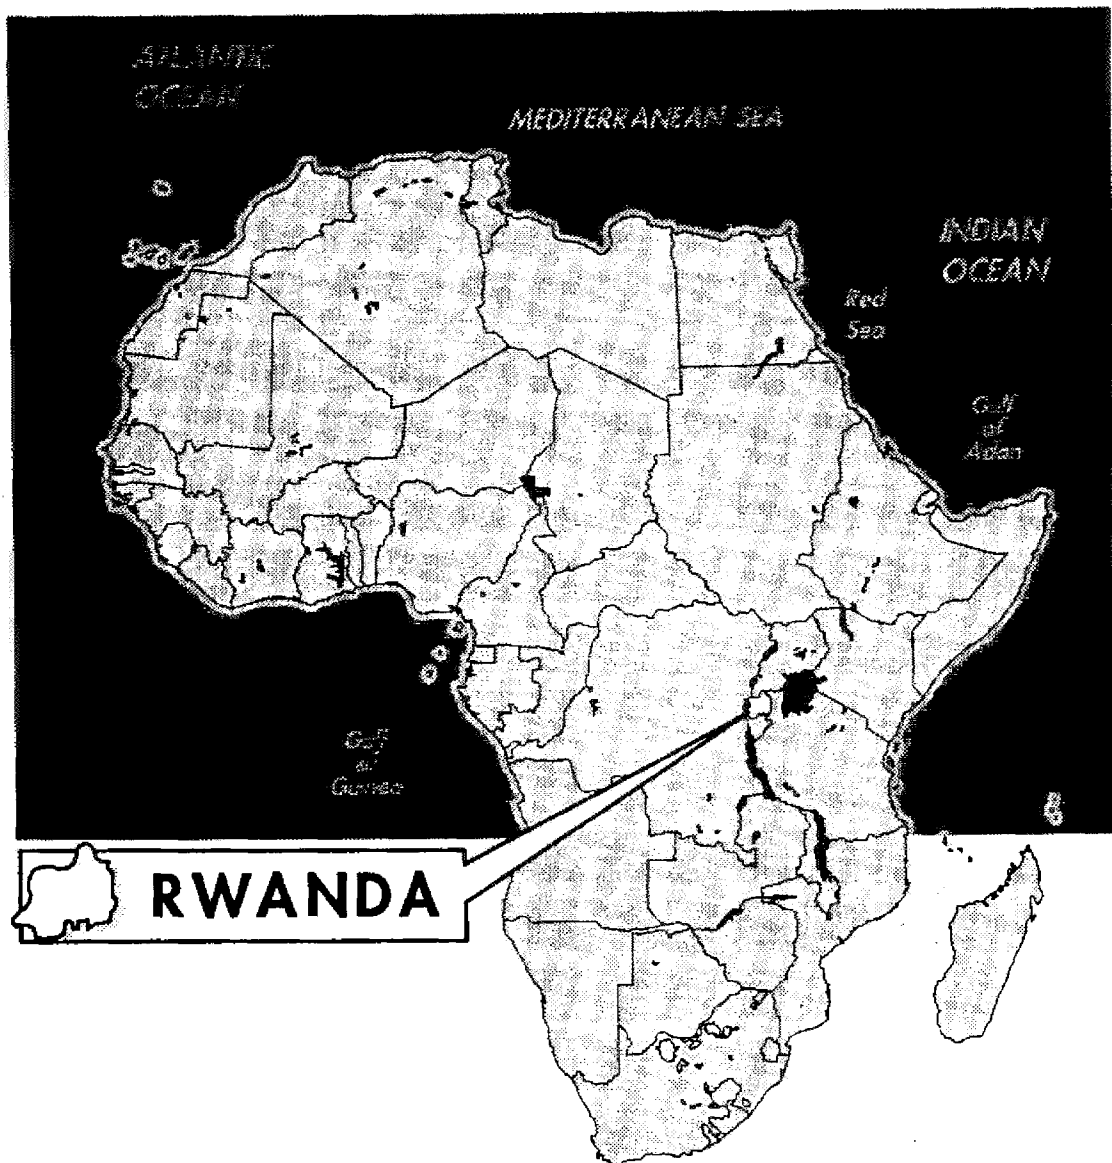 ATLANTIC
OCEAN
MEDITERRANEAN SEA
INDIAN
OCEAN
Red
Sea
Gulf
of
Aden
Gulf
of
Guinea
RWANDA